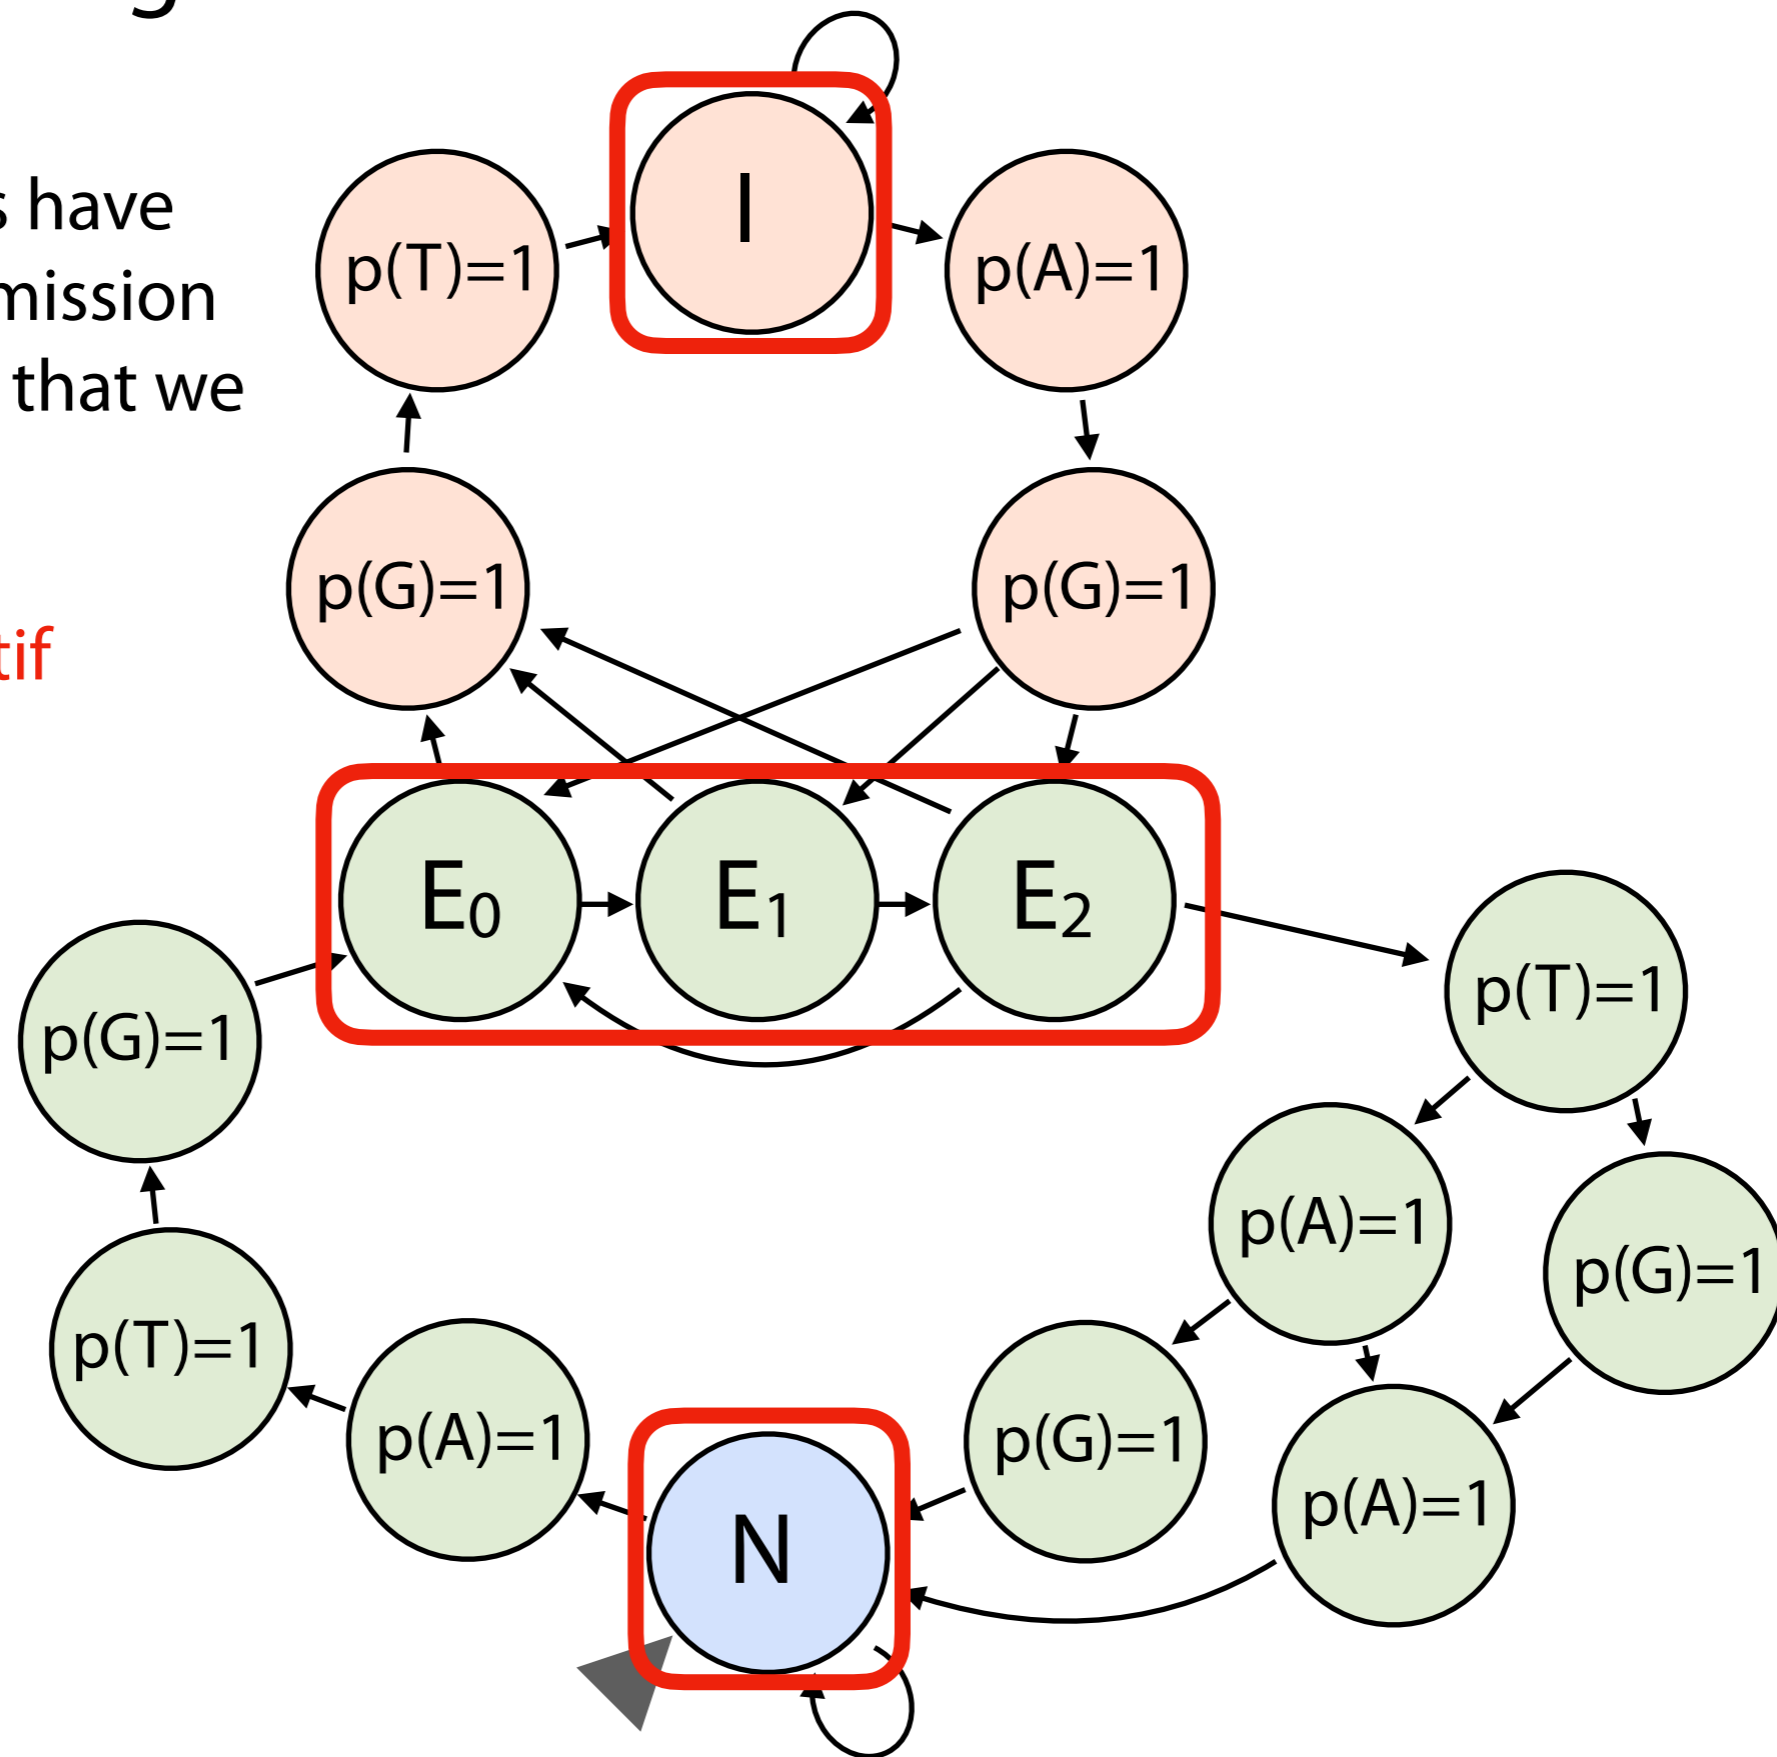 s have
mission
that we
tif
I
p(T)=1
p(A)=1
p(G)=1
p(G)=1
E0
E1
E2
p(G)=1
p(T)=1
p(A)=1
p(G)=1
p(T)=1
p(A)=1
p(G)=1
p(A)=1
N